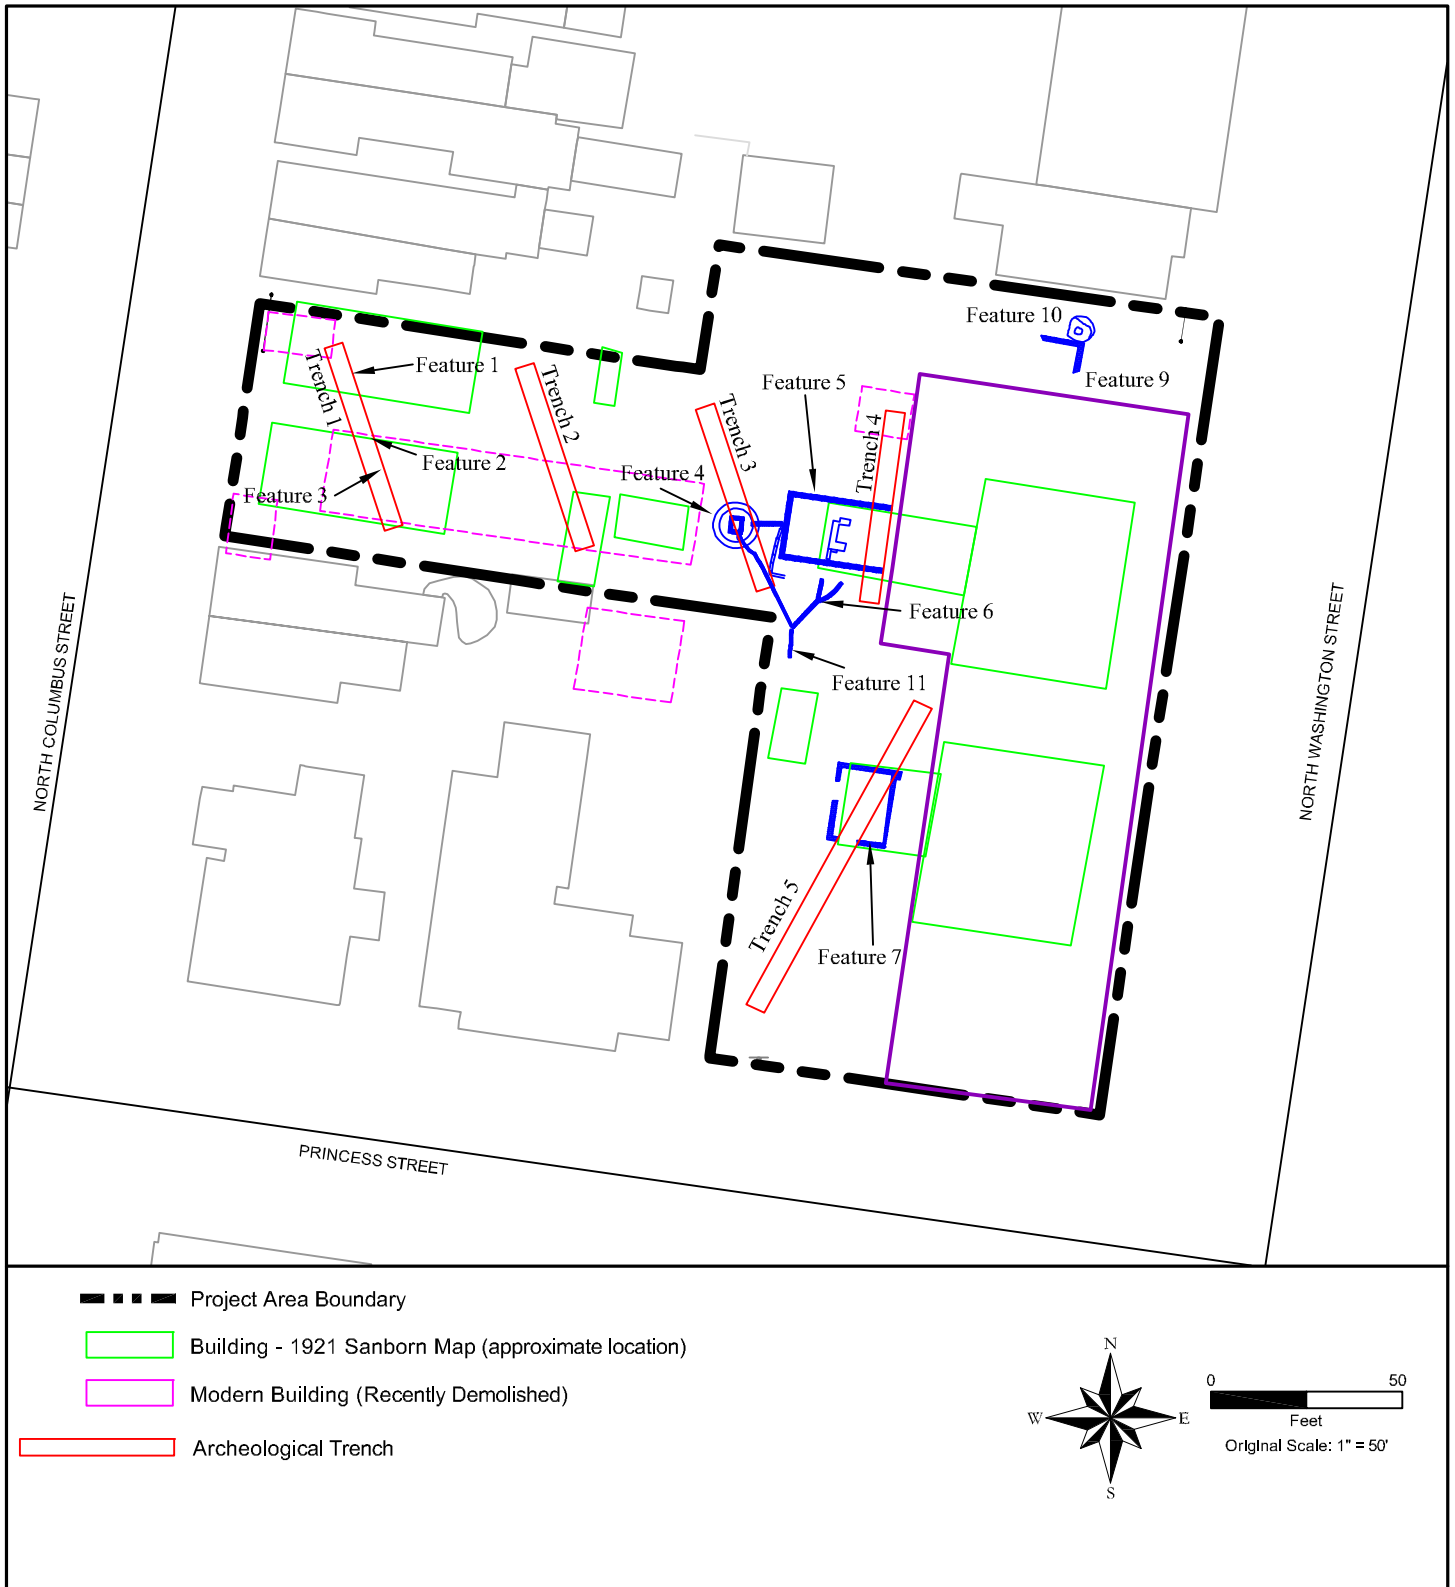 Feature 10
Feature 9
Feature 1
Trench 1
Trench 2
Feature 5
Trench 3
Trench 4
Feature 2
Feature 4
Feature 3
Feature 6
Feature 11
NORTH COLUMBUS STREET
NORTH WASHINGTON STREET
Trench 5
Feature 7
PRINCESS STREET
Project Area Boundary
Building - 1921 Sanborn Map (approximate location)
Modern Building (Recently Demolished)
Archeological Trench
N
W E
S
0 50
Feet
Original Scale: 1" = 50'